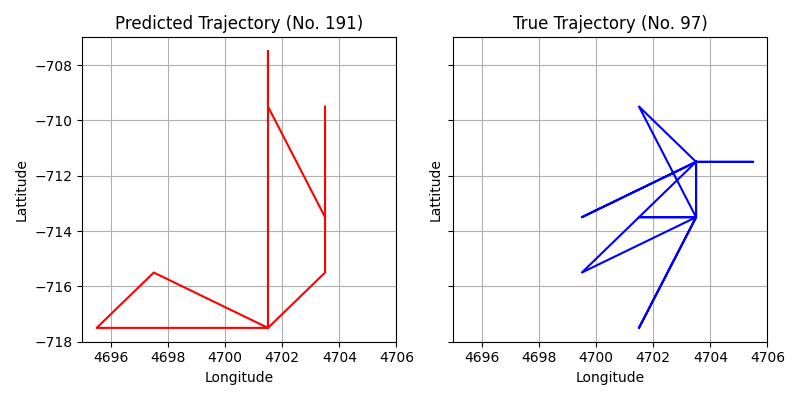 Predicted Trajectory (No. 191)
True Trajectory (No. 97)
−708
−710
−712
−714
−716
−718
Lattitude
Lattitude
4696 4698 4700 4702 4704 4706
4696 4698 4700 4702 4704 4706
Longitude
Longitude